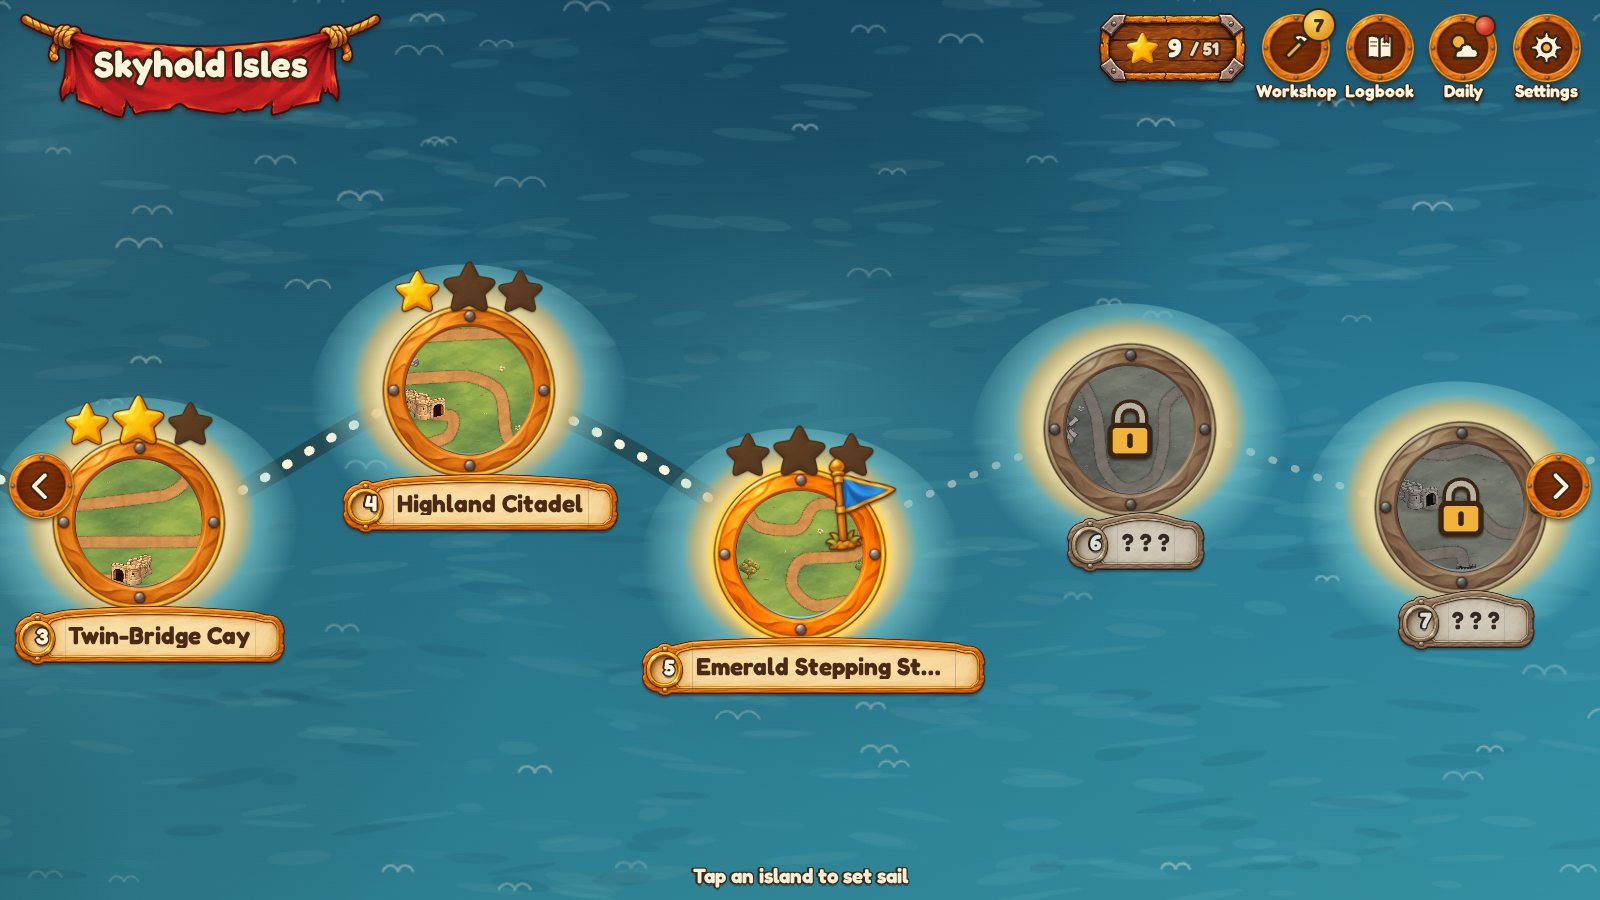 Skyhold Isles
9 / 51
7
Workshop
Logbook
Daily
Settings
4 Highland Citadel
3 Twin-Bridge Cay
5 Emerald Stepping St...
6 ???
7 ???
Tap an island to set sail